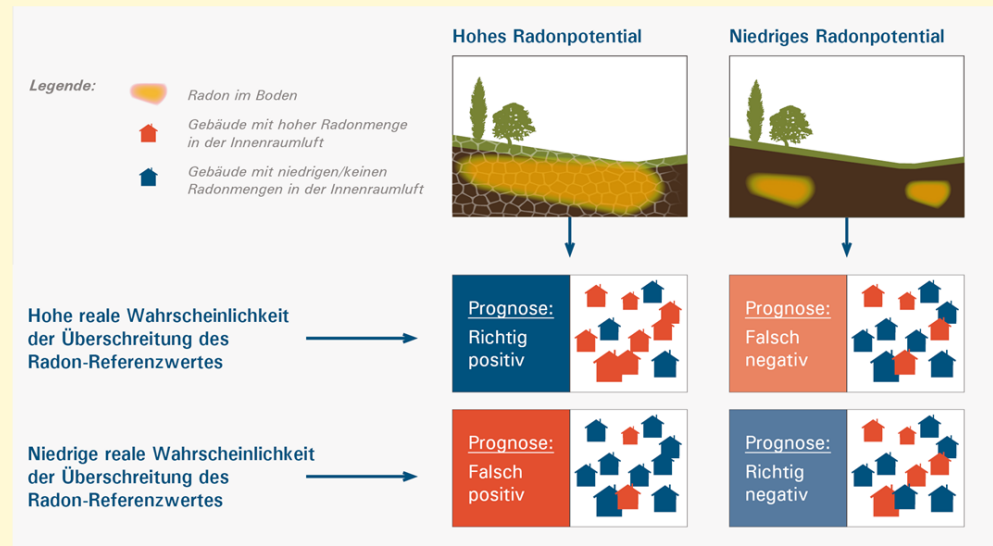 Hohes Radonpotential
Niedriges Radonpotential
Legende:
Radon im Boden
Gebäude mit hoher Radonmenge
in der Innenraumluft
Gebäude mit niedrigen/keinen
Radonmengen in der Innenraumluft
Hohe reale Wahrscheinlichkeit
der Überschreitung des
Radon-Referenzwertes
Prognose:
Richtig
positiv
Prognose:
Falsch
negativ
Niedrige reale Wahrscheinlichkeit
der Überschreitung des
Radon-Referenzwertes
Prognose:
Falsch
positiv
Prognose:
Richtig
negativ